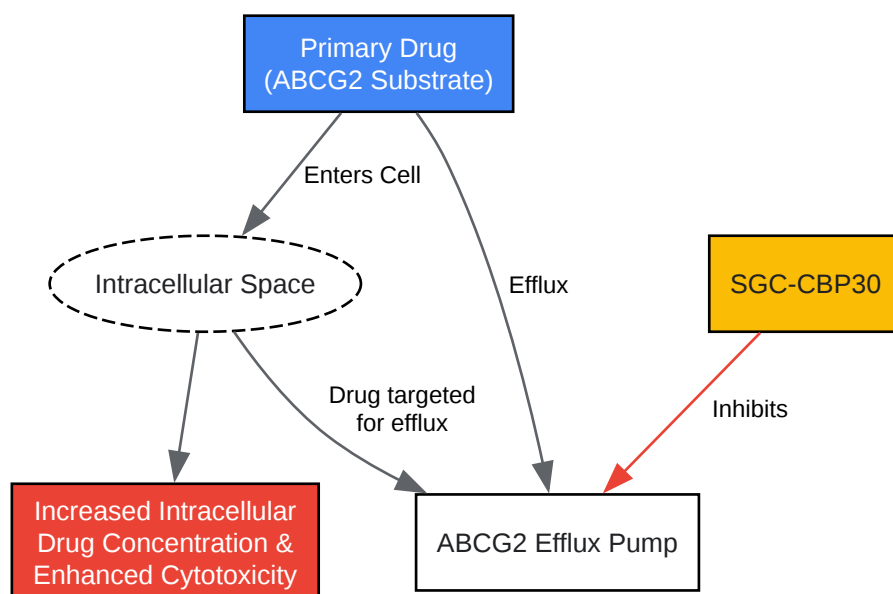 Primary Drug
(ABCG2 Substrate)
Enters Cell
Intracellular Space
Efflux
SGC-CBP30
Drug targeted
for efflux
Inhibits
Increased Intracellular
Drug Concentration &
Enhanced Cytotoxicity
ABCG2 Efflux Pump